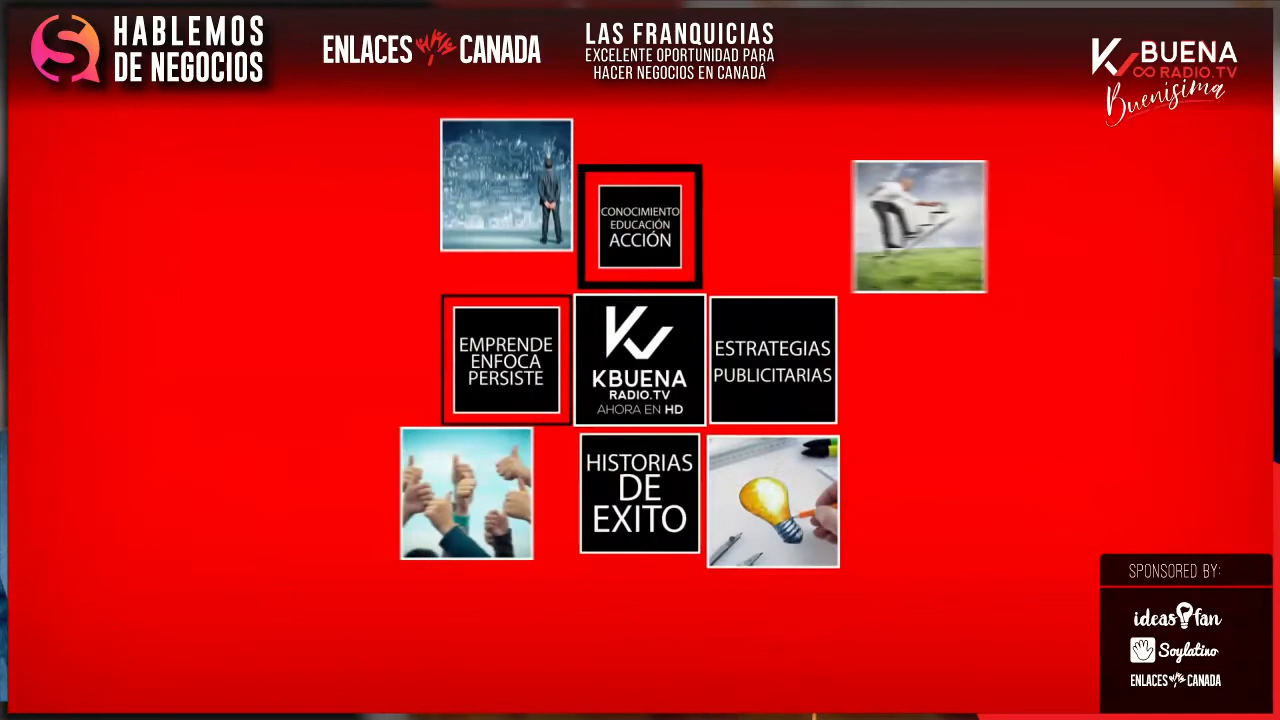 HABLEMOS
DE NEGOCIOS
ENLACES CANADA
LAS FRANQUICIAS
EXCELENTE OPORTUNIDAD PARA
HACER NEGOCIOS EN CANADÁ
KBUENA
RADIO.TV
Buenisima
CONOCIMIENTO
EDUCACIÓN
ACCIÓN
EMPRENDE
ENFOCA
PERSISTE
KBUENA
RADIO.TV
AHORA EN HD
ESTRATEGIAS
PUBLICITARIAS
HISTORIAS
DE
EXITO
SPONSORED BY:
ideas fan
Soylatino
ENLACES CANADA